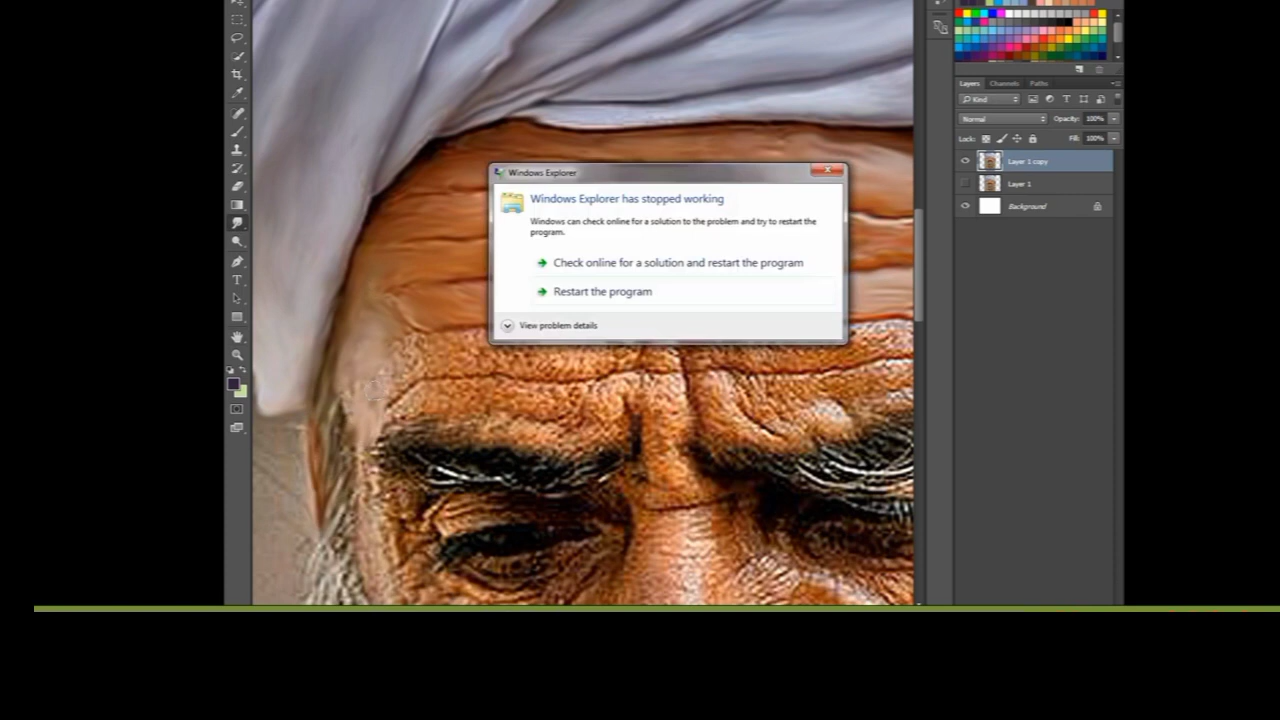 Windows Explorer
Windows Explorer has stopped working
Windows can check online for a solution to the problem and try to restart the
program.
Check online for a solution and restart the program
Restart the program
View problem details
Layers Channels Paths
Kind
Normal Opacity: 100%
Lock: Fill: 100%
Layer 1 copy
Layer 1
Background